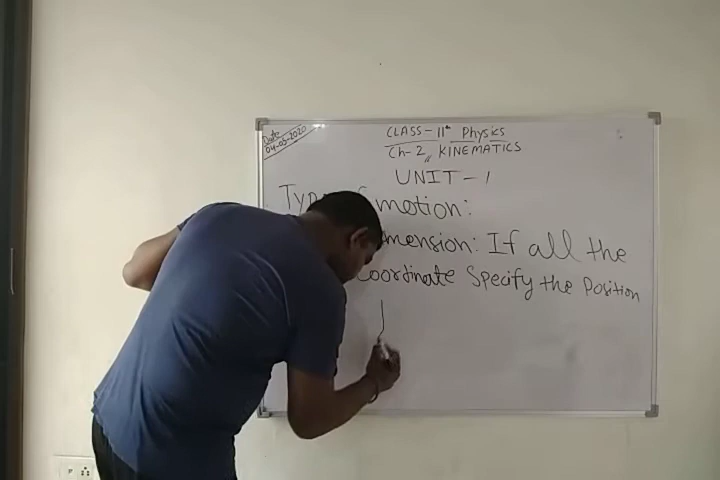 Date
04-05-2020
CLASS-11th Physics
Ch-2,, KINEMATICS
UNIT-1
motion:
mension: If all the
Coordinate Specify the Position